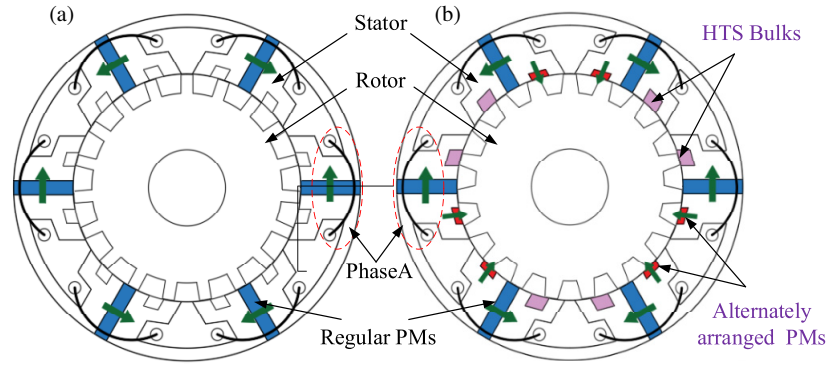 (a)
(b)
Stator
Rotor
HTS Bulks
PhaseA
Regular PMs
Alternately
arranged PMs